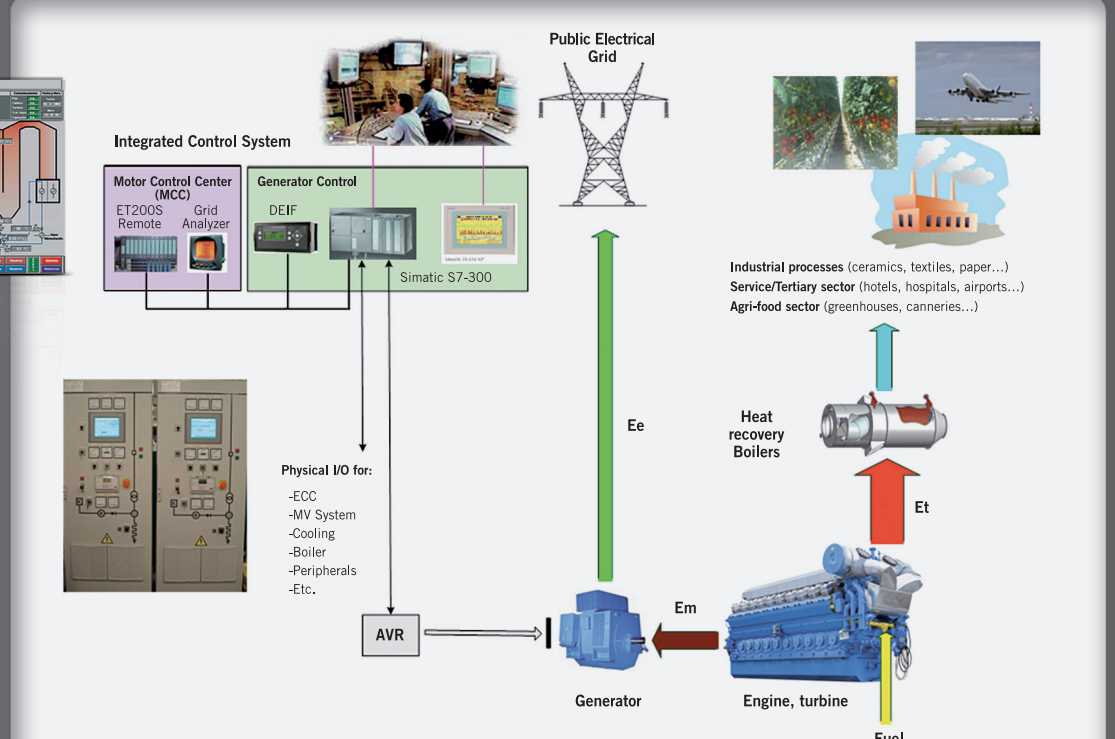 Public Electrical
Grid
Integrated Control System
Motor Control Center
(MCC)
ET200S
Remote
Grid
Analyzer
Generator Control
DEIF
Simatic S7-300
Industrial processes (ceramics, textiles, paper…)
Service/Tertiary sector (hotels, hospitals, airports…)
Agri-food sector (greenhouses, canneries…)
Heat
recovery
Boilers
Ee
Et
Physical I/O for:
-ECC
-MV System
-Cooling
-Boiler
-Peripherals
-Etc.
AVR
Em
Generator
Engine, turbine
Fuel